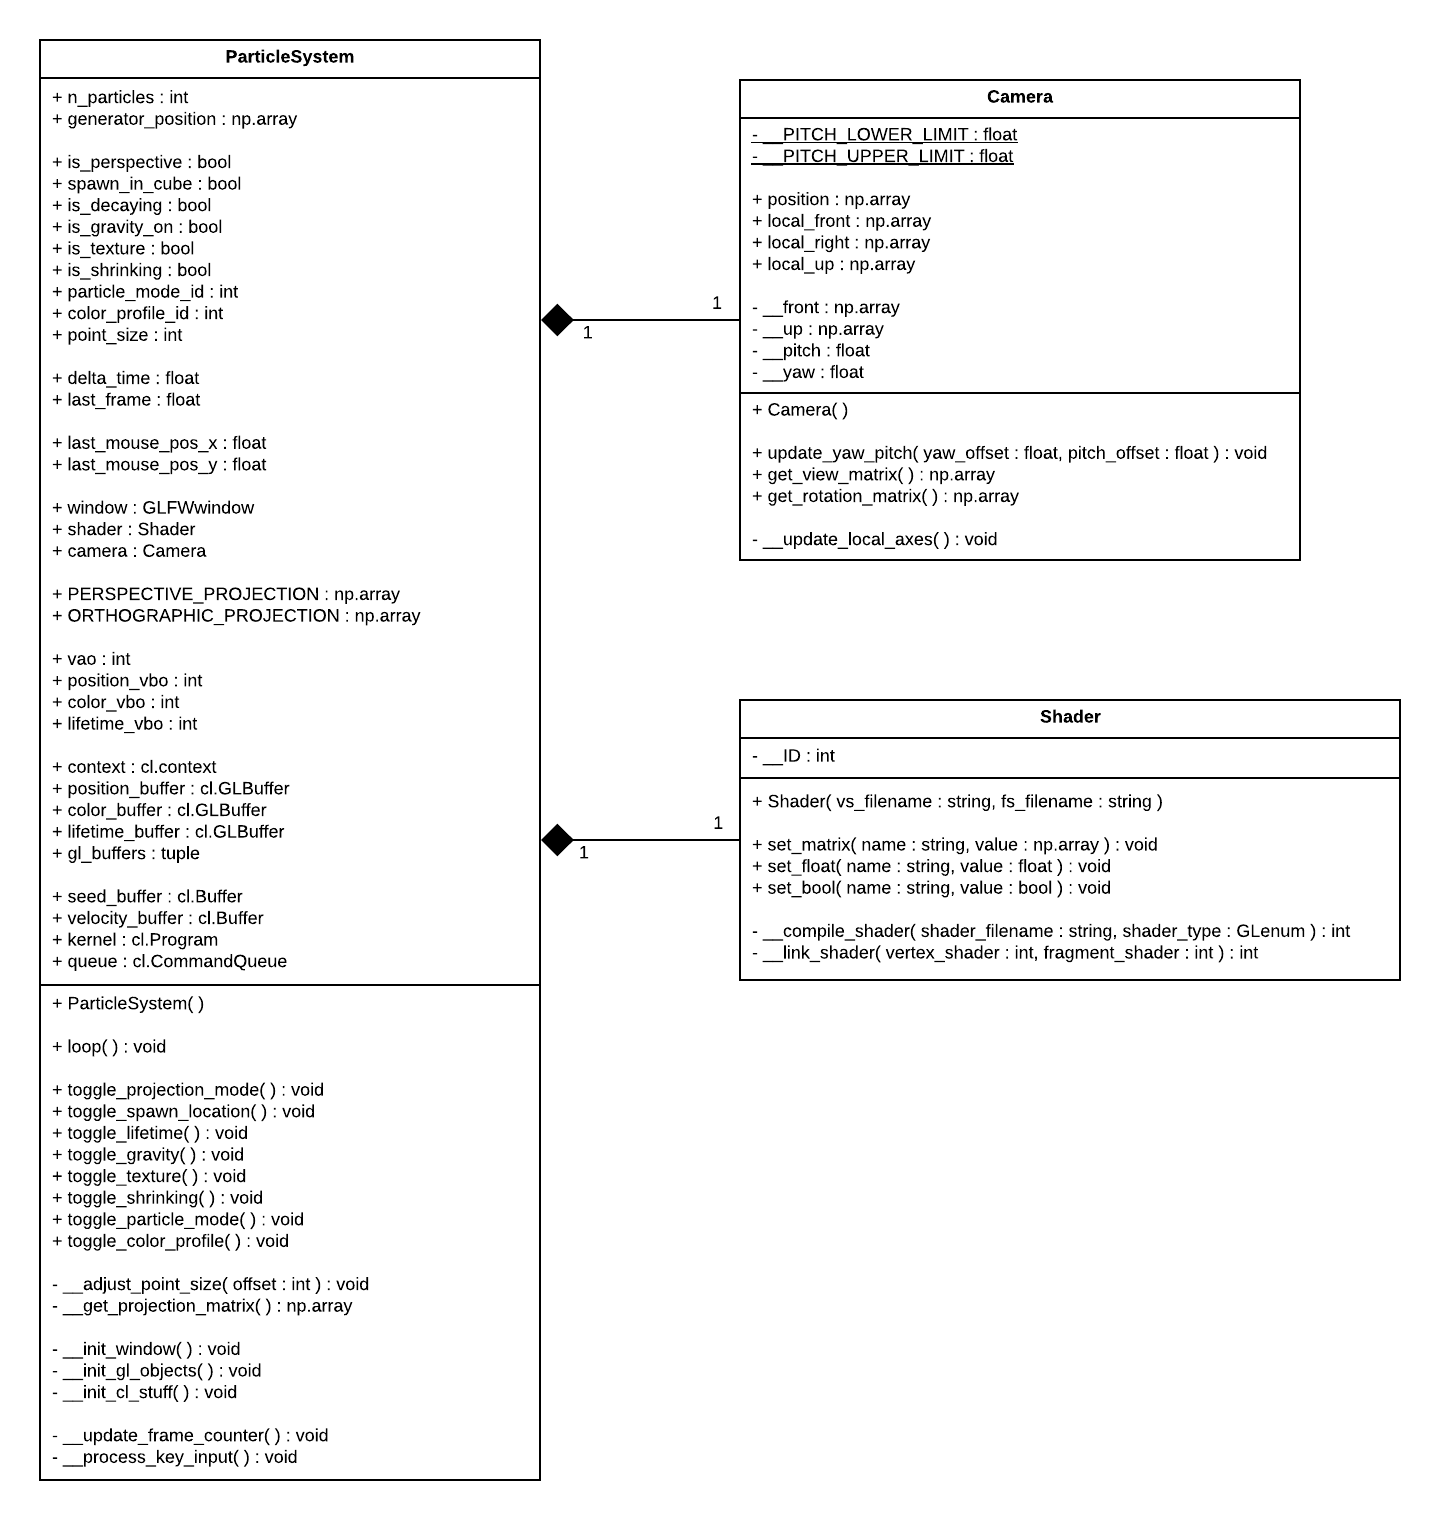 ParticleSystem
+ n_particles : int
+ generator_position : np.array
+ is_perspective : bool
+ spawn_in_cube : bool
+ is_decaying : bool
+ is_gravity_on : bool
+ is_texture : bool
+ is_shrinking : bool
+ particle_mode_id : int
+ color_profile_id : int
+ point_size : int
+ delta_time : float
+ last_frame : float
+ last_mouse_pos_x : float
+ last_mouse_pos_y : float
+ window : GLFWwindow
+ shader : Shader
+ camera : Camera
+ PERSPECTIVE_PROJECTION : np.array
+ ORTHOGRAPHIC_PROJECTION : np.array
+ vao : int
+ position_vbo : int
+ color_vbo : int
+ lifetime_vbo : int
+ context : cl.context
+ position_buffer : cl.GLBuffer
+ color_buffer : cl.GLBuffer
+ lifetime_buffer : cl.GLBuffer
+ gl_buffers : tuple
+ seed_buffer : cl.Buffer
+ velocity_buffer : cl.Buffer
+ kernel : cl.Program
+ queue : cl.CommandQueue
+ ParticleSystem( )
+ loop( ) : void
+ toggle_projection_mode( ) : void
+ toggle_spawn_location( ) : void
+ toggle_lifetime( ) : void
+ toggle_gravity( ) : void
+ toggle_texture( ) : void
+ toggle_shrinking( ) : void
+ toggle_particle_mode( ) : void
+ toggle_color_profile( ) : void
- __adjust_point_size( offset : int ) : void
- __get_projection_matrix( ) : np.array
- __init_window( ) : void
- __init_gl_objects( ) : void
- __init_cl_stuff( ) : void
- __update_frame_counter( ) : void
- __process_key_input( ) : void
1
1
Camera
- __PITCH_LOWER_LIMIT : float
- __PITCH_UPPER_LIMIT : float
+ position : np.array
+ local_front : np.array
+ local_right : np.array
+ local_up : np.array
- __front : np.array
- __up : np.array
- __pitch : float
- __yaw : float
+ Camera( )
+ update_yaw_pitch( yaw_offset : float, pitch_offset : float ) : void
+ get_view_matrix( ) : np.array
+ get_rotation_matrix( ) : np.array
- __update_local_axes( ) : void
1
1
Shader
- __ID : int
+ Shader( vs_filename : string, fs_filename : string )
+ set_matrix( name : string, value : np.array ) : void
+ set_float( name : string, value : float ) : void
+ set_bool( name : string, value : bool ) : void
- __compile_shader( shader_filename : string, shader_type : GLenum ) : int
- __link_shader( vertex_shader : int, fragment_shader : int ) : int